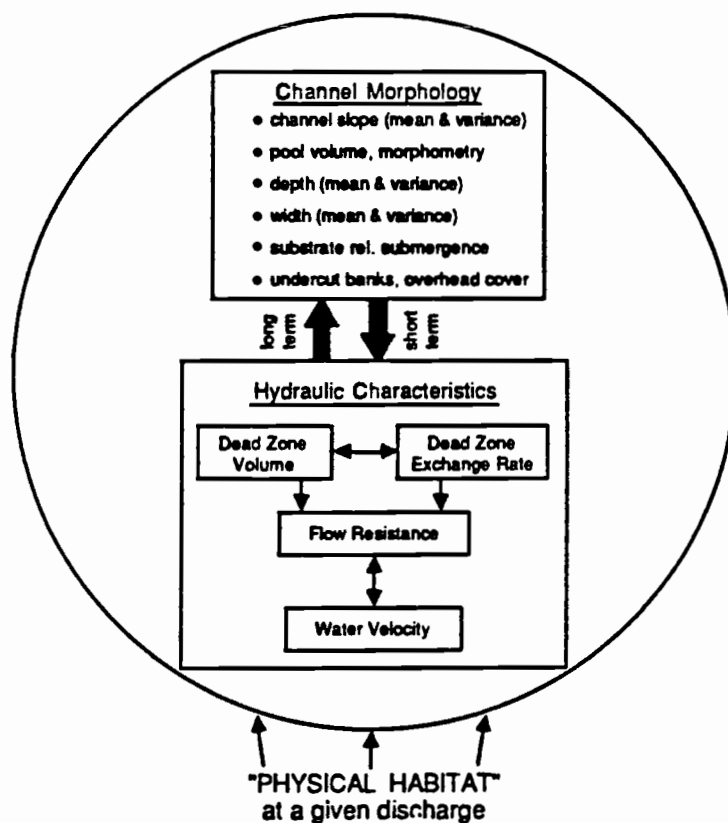 Channel Morphology
• channel slope (mean & variance)
• pool volume, morphometry
• depth (mean & variance)
• width (mean & variance)
• substrate rel. submergence
• undercut banks, overhead cover
long
term
short
term
Hydraulic Characteristics
Dead Zone
Volume
Dead Zone
Exchange Rate
Flow Resistance
Water Velocity
"PHYSICAL HABITAT"
at a given discharge